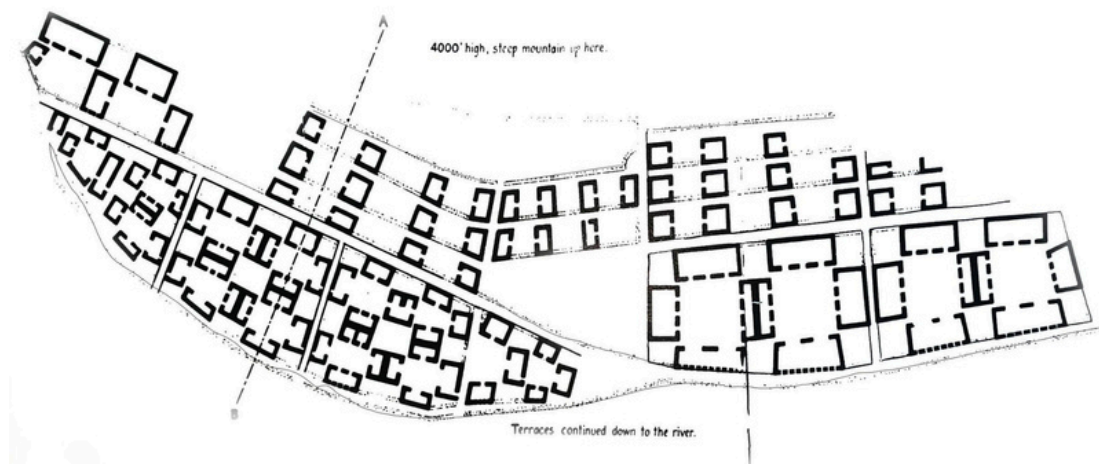 A
4000' high, steep mountain up here.
B
Terraces continued down to the river.